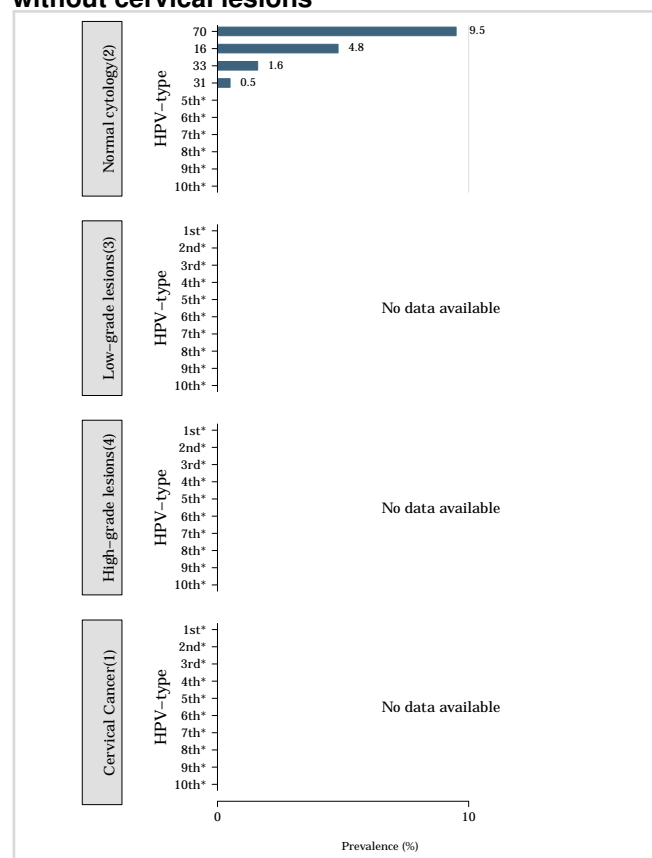 without cervical lesions
Normal cytology(2)
HPV−type
70
9.5
16
4.8
33
1.6
31
0.5
5th*
6th*
7th*
8th*
9th*
10th*
Low−grade lesions(3)
HPV−type
1st*
2nd*
3rd*
4th*
5th*
6th*
7th*
8th*
9th*
10th*
No data available
High−grade lesions(4)
HPV−type
1st*
2nd*
3rd*
4th*
5th*
6th*
7th*
8th*
9th*
10th*
No data available
Cervical Cancer(1)
HPV−type
1st*
2nd*
3rd*
4th*
5th*
6th*
7th*
8th*
9th*
10th*
No data available
0
10
Prevalence (%)